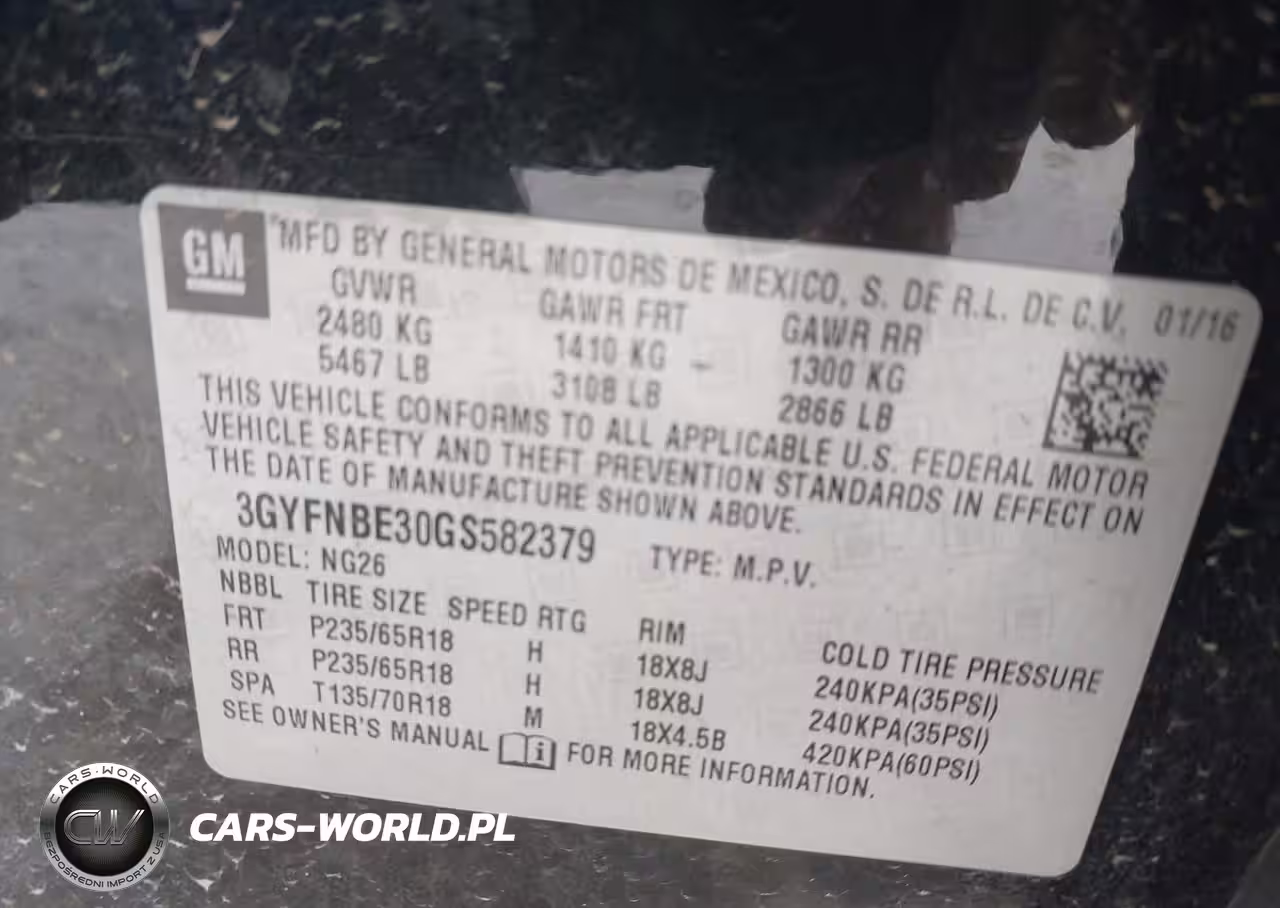 GM
MFD BY GENERAL MOTORS DE MEXICO, S. DE R.L. DE C.V. 01/16
GVWR GAWR FRT GAWR RR
2480 KG 1410 KG 1300 KG
5467 LB 3108 LB 2866 LB
THIS VEHICLE CONFORMS TO ALL APPLICABLE U.S. FEDERAL MOTOR
VEHICLE SAFETY AND THEFT PREVENTION STANDARDS IN EFFECT ON
THE DATE OF MANUFACTURE SHOWN ABOVE.
3GYFNBE30GS582379 TYPE: M.P.V.
MODEL: NG26
NBBL TIRE SIZE SPEED RTG RIM COLD TIRE PRESSURE
FRT P235/65R18 H 18X8J 240KPA(35PSI)
RR P235/65R18 H 18X8J 240KPA(35PSI)
SPA T135/70R18 M 18X4.5B 420KPA(60PSI)
SEE OWNER'S MANUAL FOR MORE INFORMATION.
CARS-WORLD
CW
BEZPOŚREDNI IMPORT Z USA
CARS-WORLD.PL